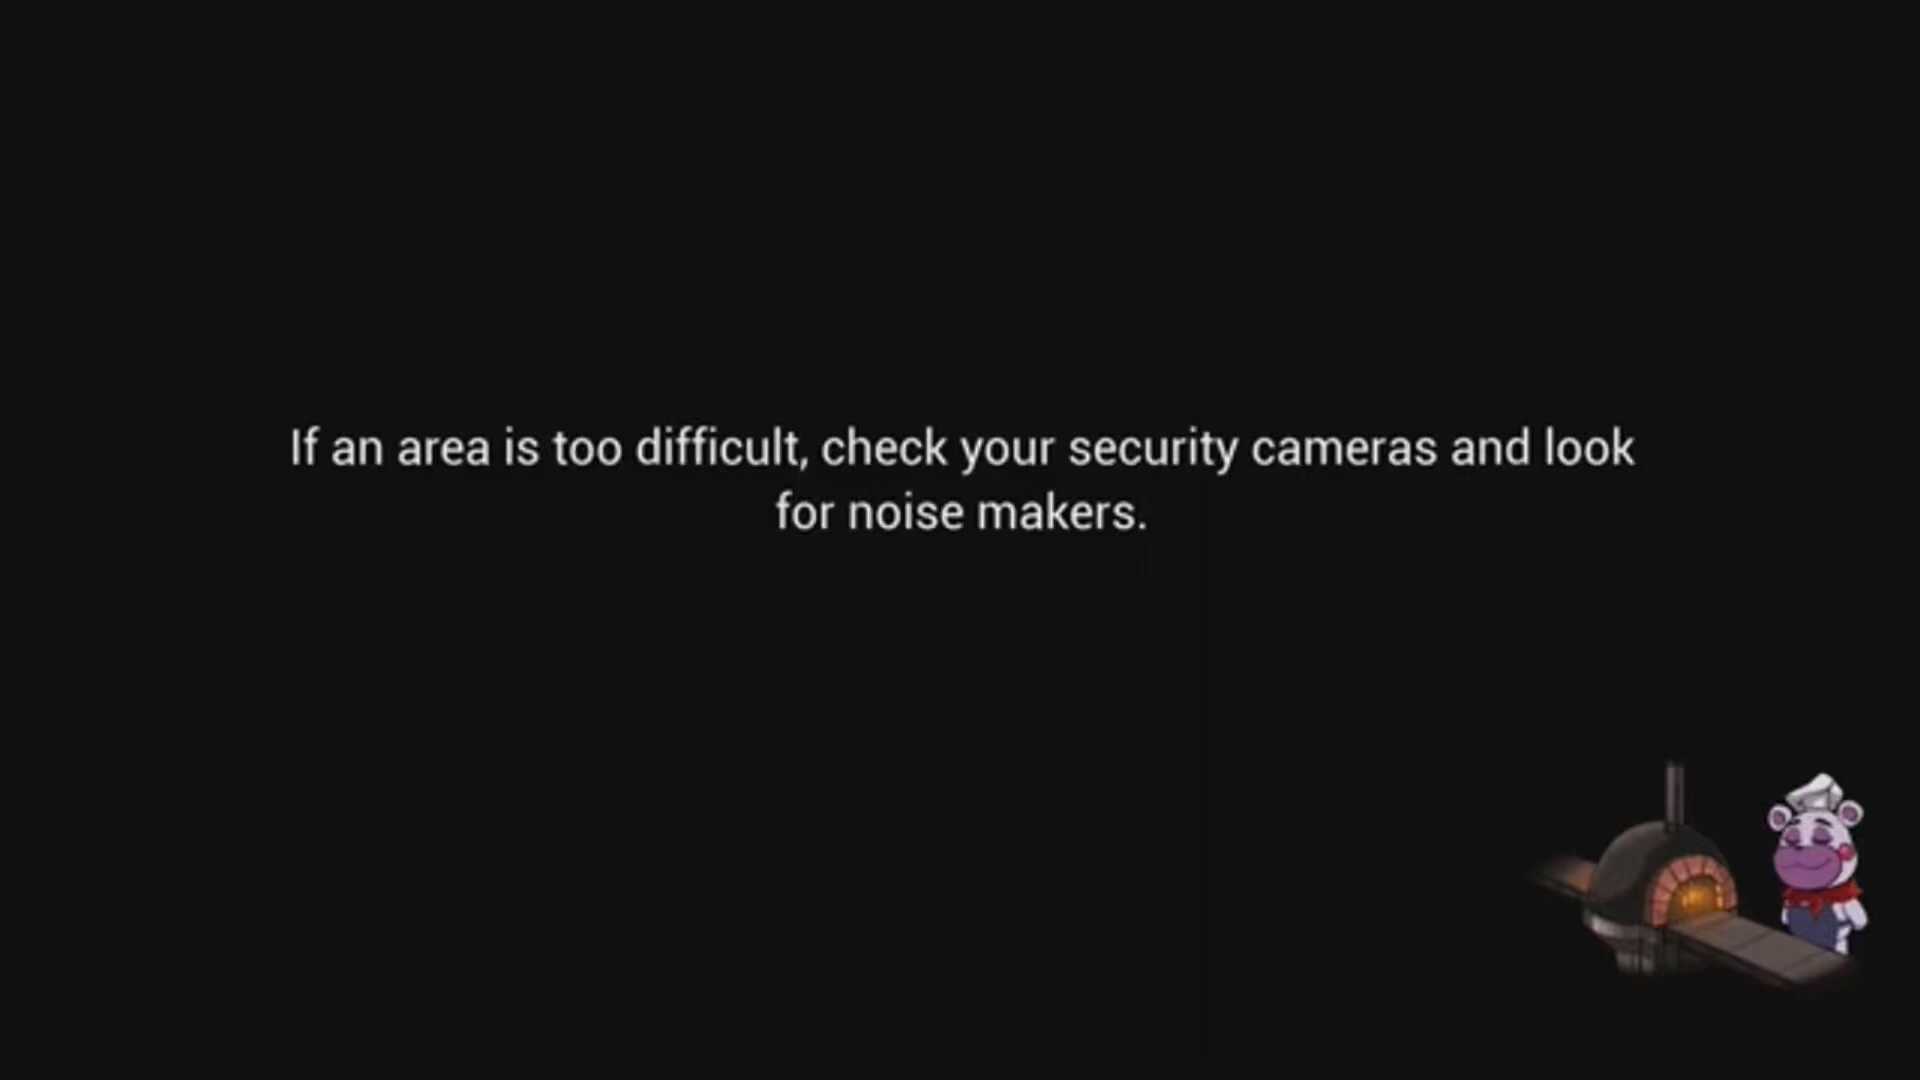 If an area is too difficult, check your security cameras and look
for noise makers.